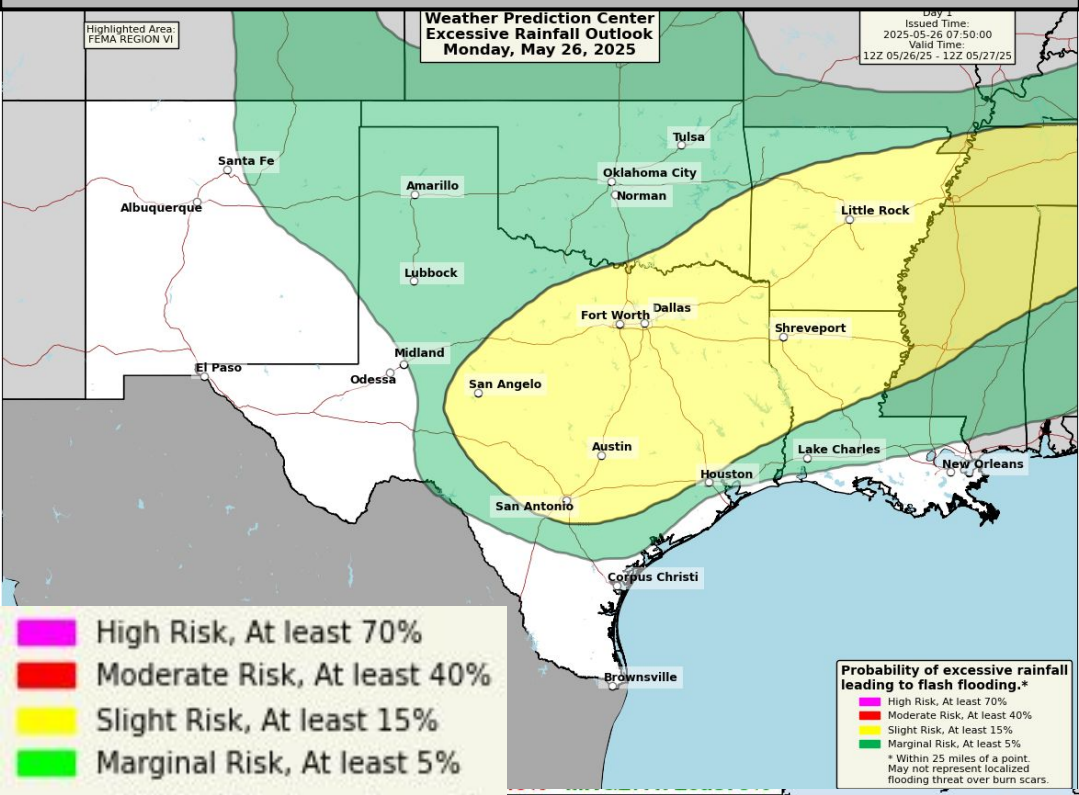 Weather Prediction Center
Excessive Rainfall Outlook
Monday, May 26, 2025
Highlighted Area:
FEMA REGION VI
Day 1
Issued Time:
2025-05-26 07:50:00
Valid Time:
12Z 05/26/25 - 12Z 05/27/25
Tulsa
Santa Fe
Oklahoma City
Amarillo
Norman
Albuquerque
Little Rock
Lubbock
Fort Worth
Dallas
Shreveport
Midland
El Paso
Odessa
San Angelo
Austin
Lake Charles
New Orleans
Houston
San Antonio
Corpus Christi
Brownsville
High Risk, At least 70%
Moderate Risk, At least 40%
Slight Risk, At least 15%
Marginal Risk, At least 5%
Probability of excessive rainfall
leading to flash flooding.*
High Risk, At least 70%
Moderate Risk, At least 40%
Slight Risk, At least 15%
Marginal Risk, At least 5%
* Within 25 miles of a point.
May not represent localized
flooding threat over burn scars.